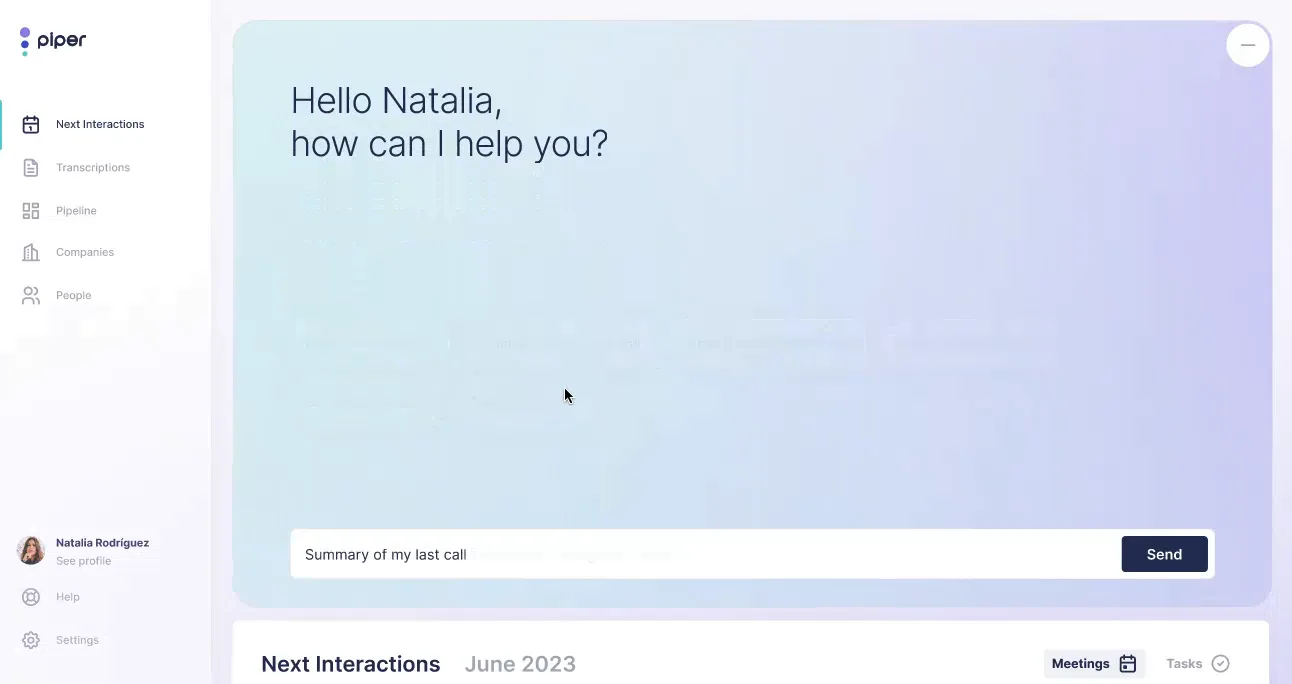 piper
Next Interactions
Transcriptions
Pipeline
Companies
People
Natalia Rodríguez
See profile
Help
Settings
Hello Natalia,
how can I help you?
Summary of my last call
Send
Next Interactions June 2023
Meetings
Tasks